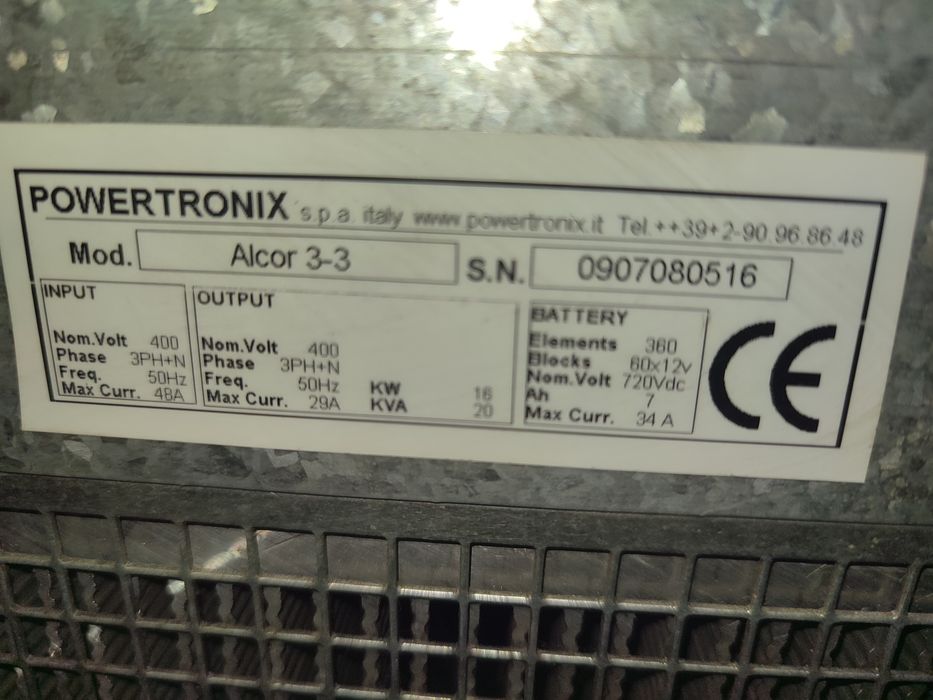 POWERTRONIX s.p.a. italy www.powertronix.it Tel.++39+2-90.96.86.48
Mod. Alcor 3-3 S.N. 0907080516
INPUT
Nom.Volt 400
Phase 3PH+N
Freq. 50Hz
Max Curr. 48A
OUTPUT
Nom.Volt 400
Phase 3PH+N
Freq. 50Hz KW 16
Max Curr. 29A KVA 20
BATTERY
Elements 360
Blocks 60x12v
Nom.Volt 720Vdc
Ah 7
Max Curr. 34 A
CE